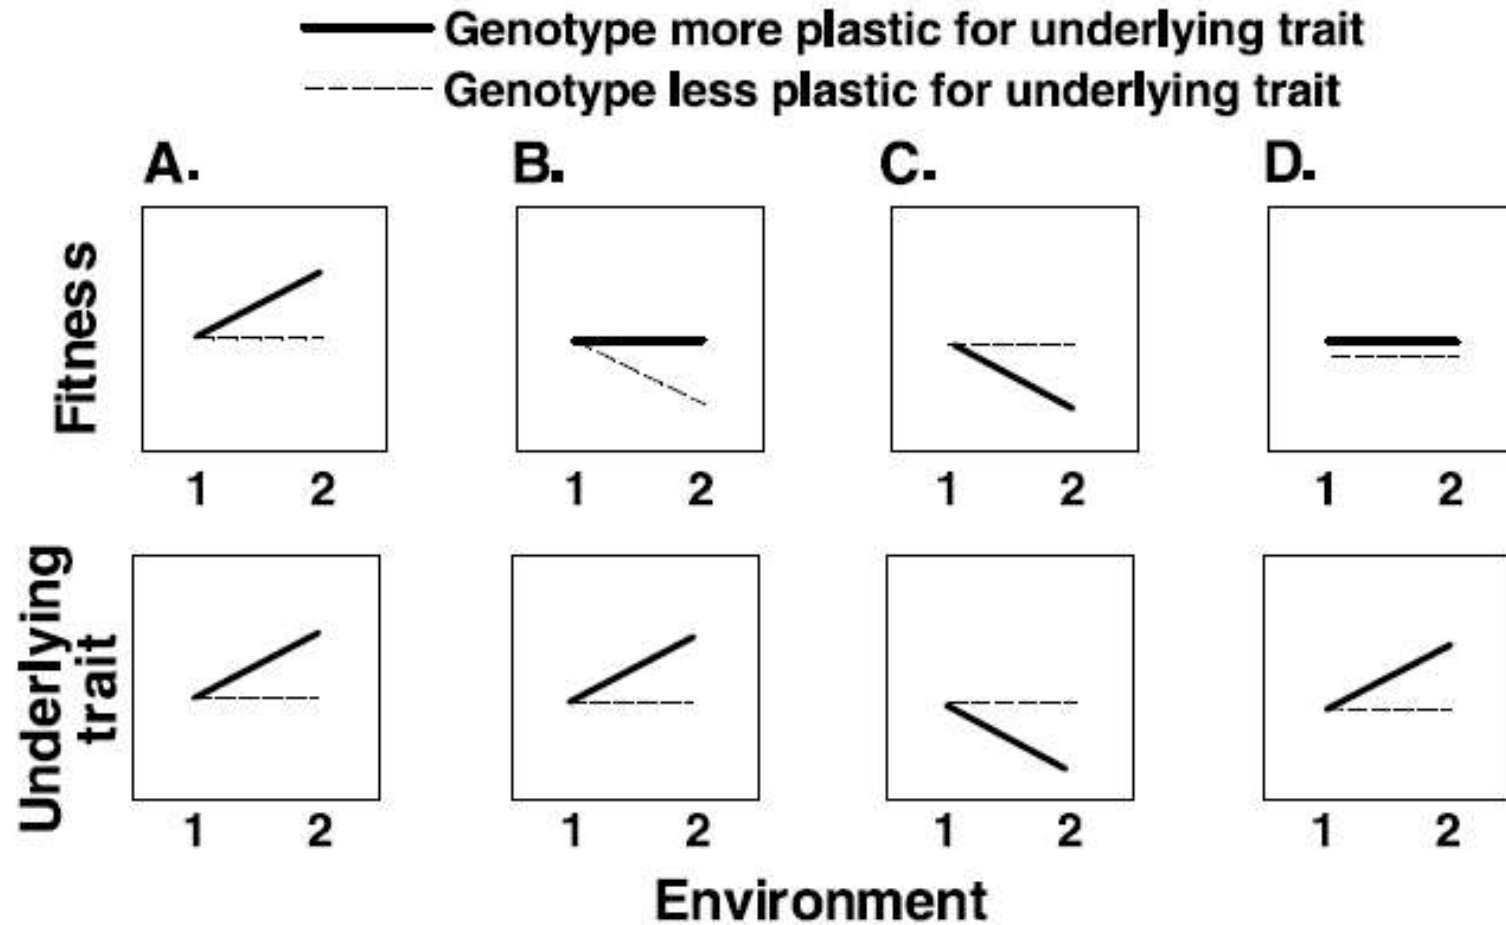 Genotype more plastic for underlying trait
Genotype less plastic for underlying trait
A. B. C. D.
Fitness
1 2 1 2 1 2 1 2
Underlying
trait
1 2 1 2 1 2 1 2
Environment